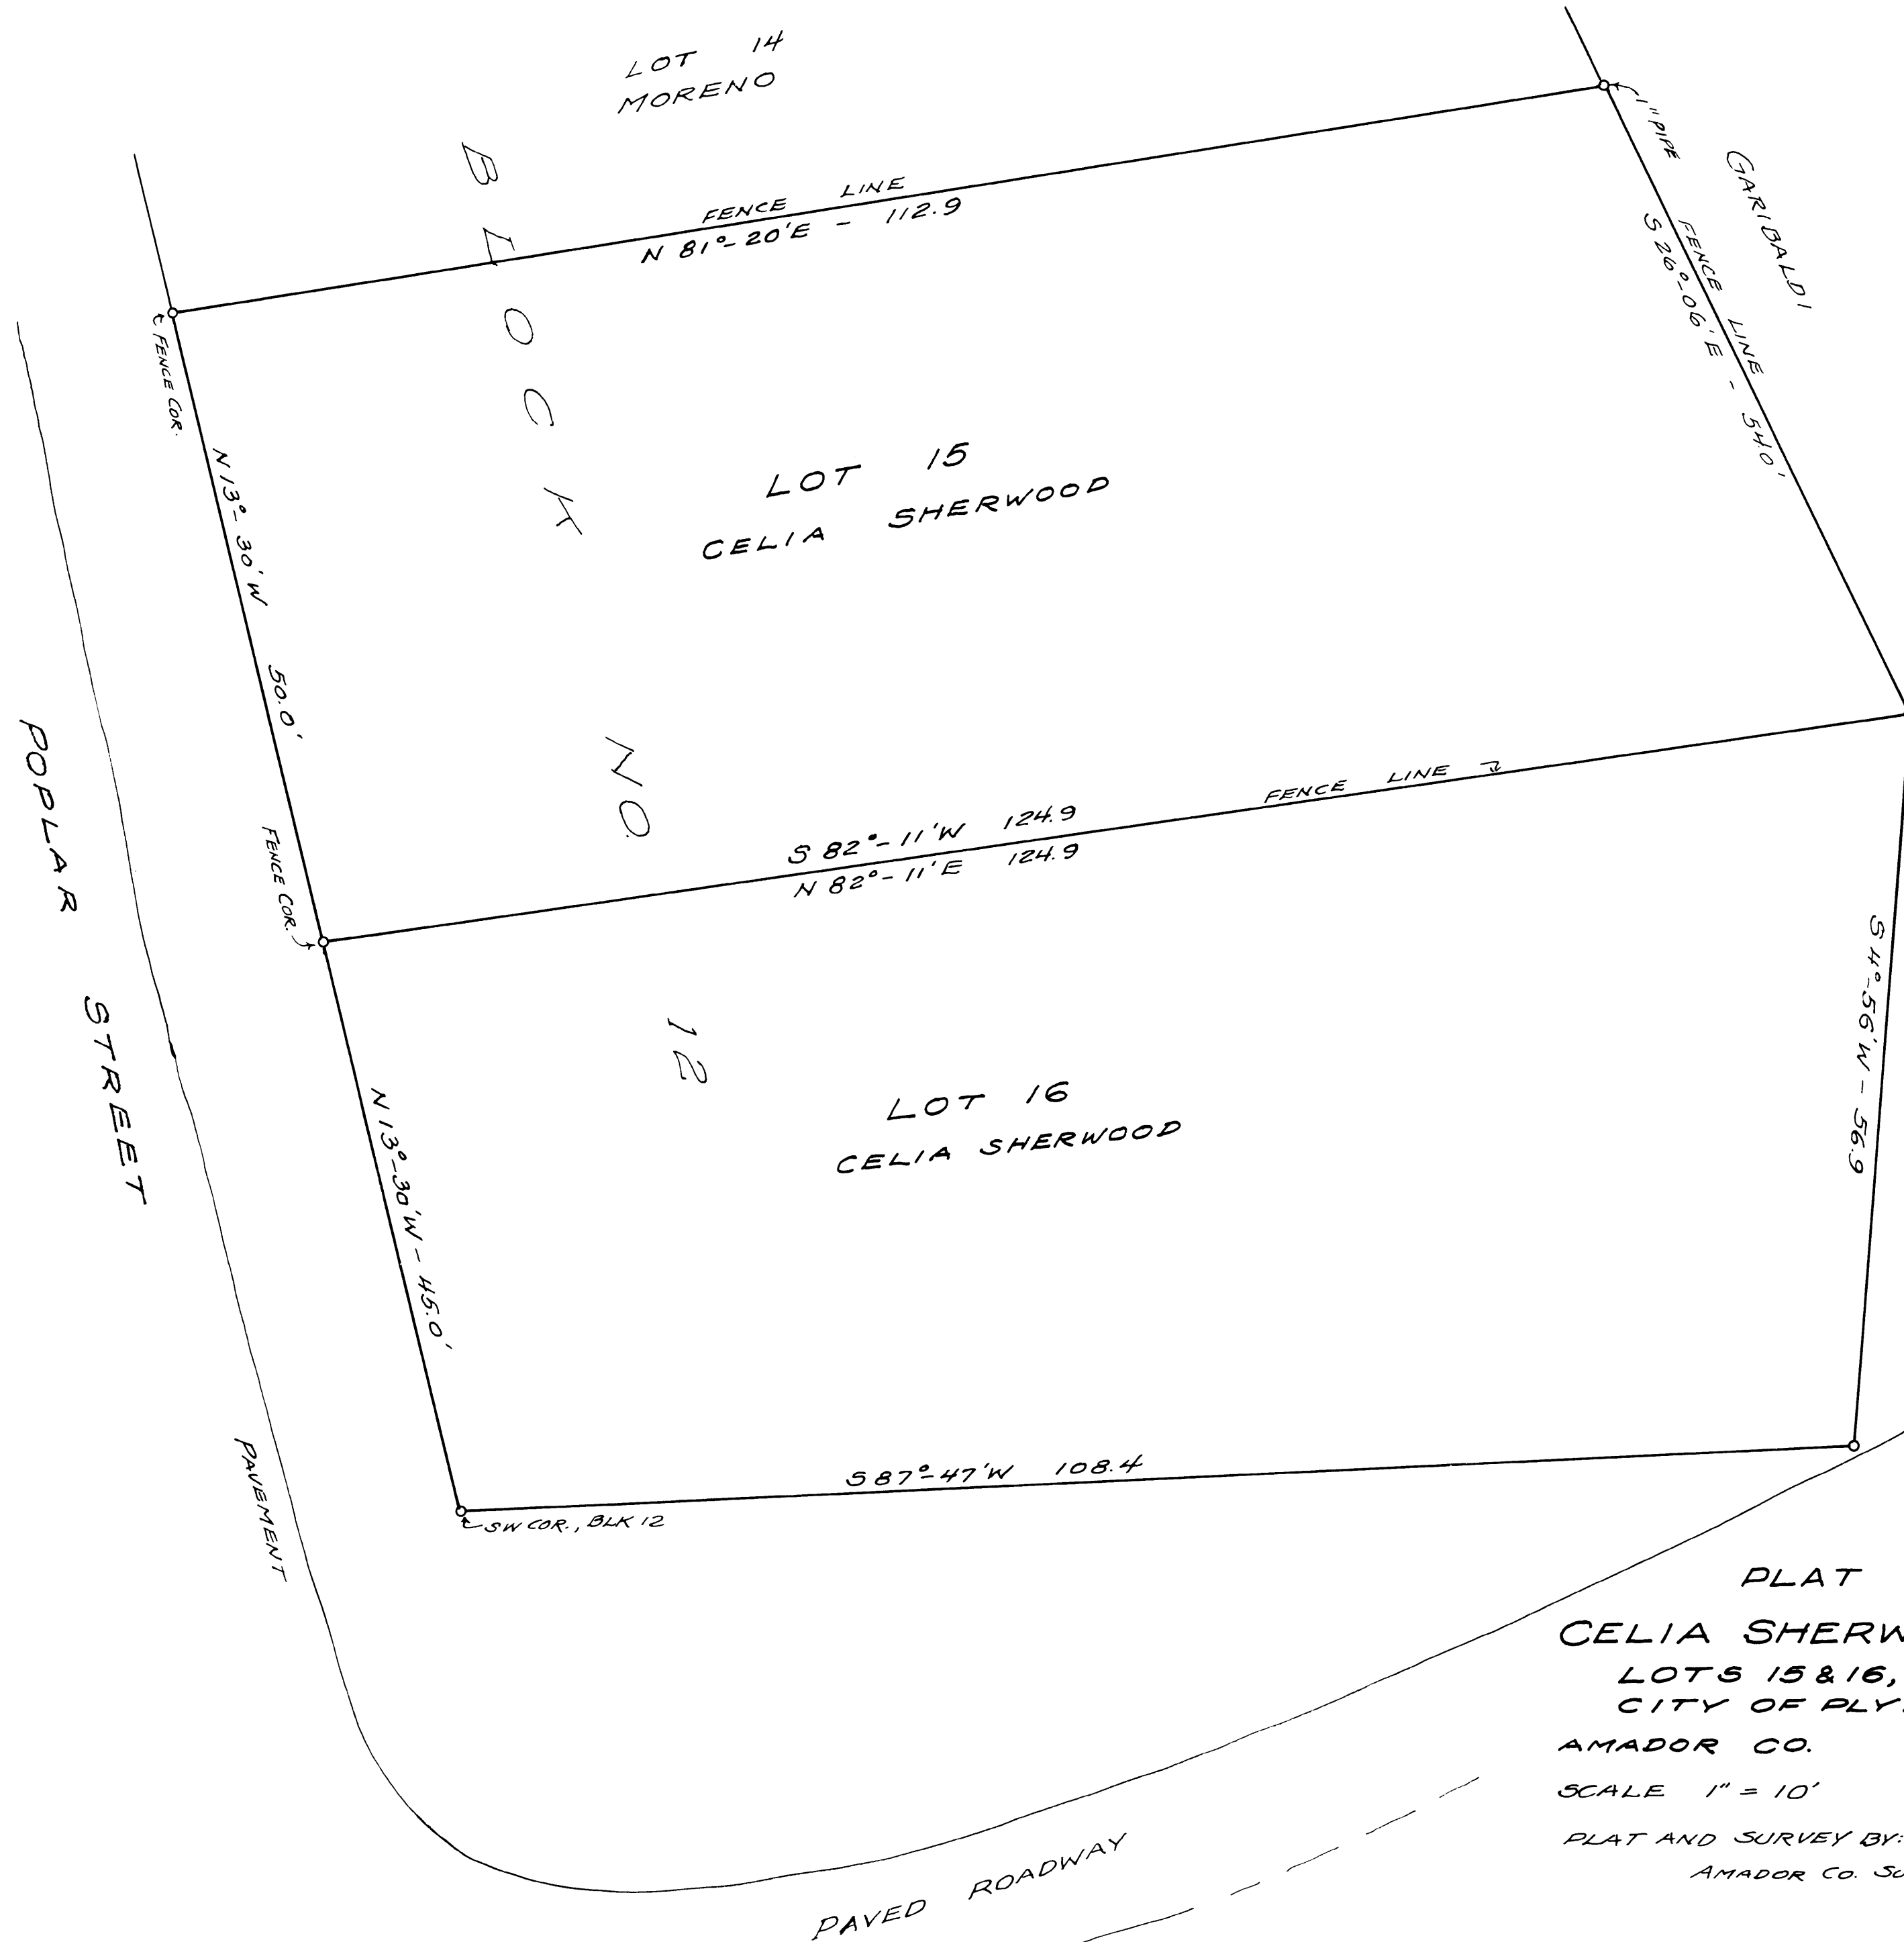 LOT 14
MORENO
FENCE LINE
N 81°-20'E - 112.9
1" PIPE
GARIBALDI
FENCE LINE
S 26°-06'E - 54.0'
FENCE COR.
N 13°-30'W 50.0'
BLOCK NO. 12
LOT 15
CELIA SHERWOOD
POPLAR STREET
FENCE COR.
FENCE LINE
S 82°-11'W 124.9
N 82°-11'E 124.9
S 4°-56'W - 56.9
LOT 16
CELIA SHERWOOD
N 13°-30'W - 45.0'
S 87°-47'W 108.4
SW COR., BLK 12
PAVEMENT
PAVED ROADWAY
PLAT
CELIA SHERW
LOTS 15 & 16,
CITY OF PLY
AMADOR CO.
SCALE 1" = 10'
PLAT AND SURVEY BY:
AMADOR CO. SU